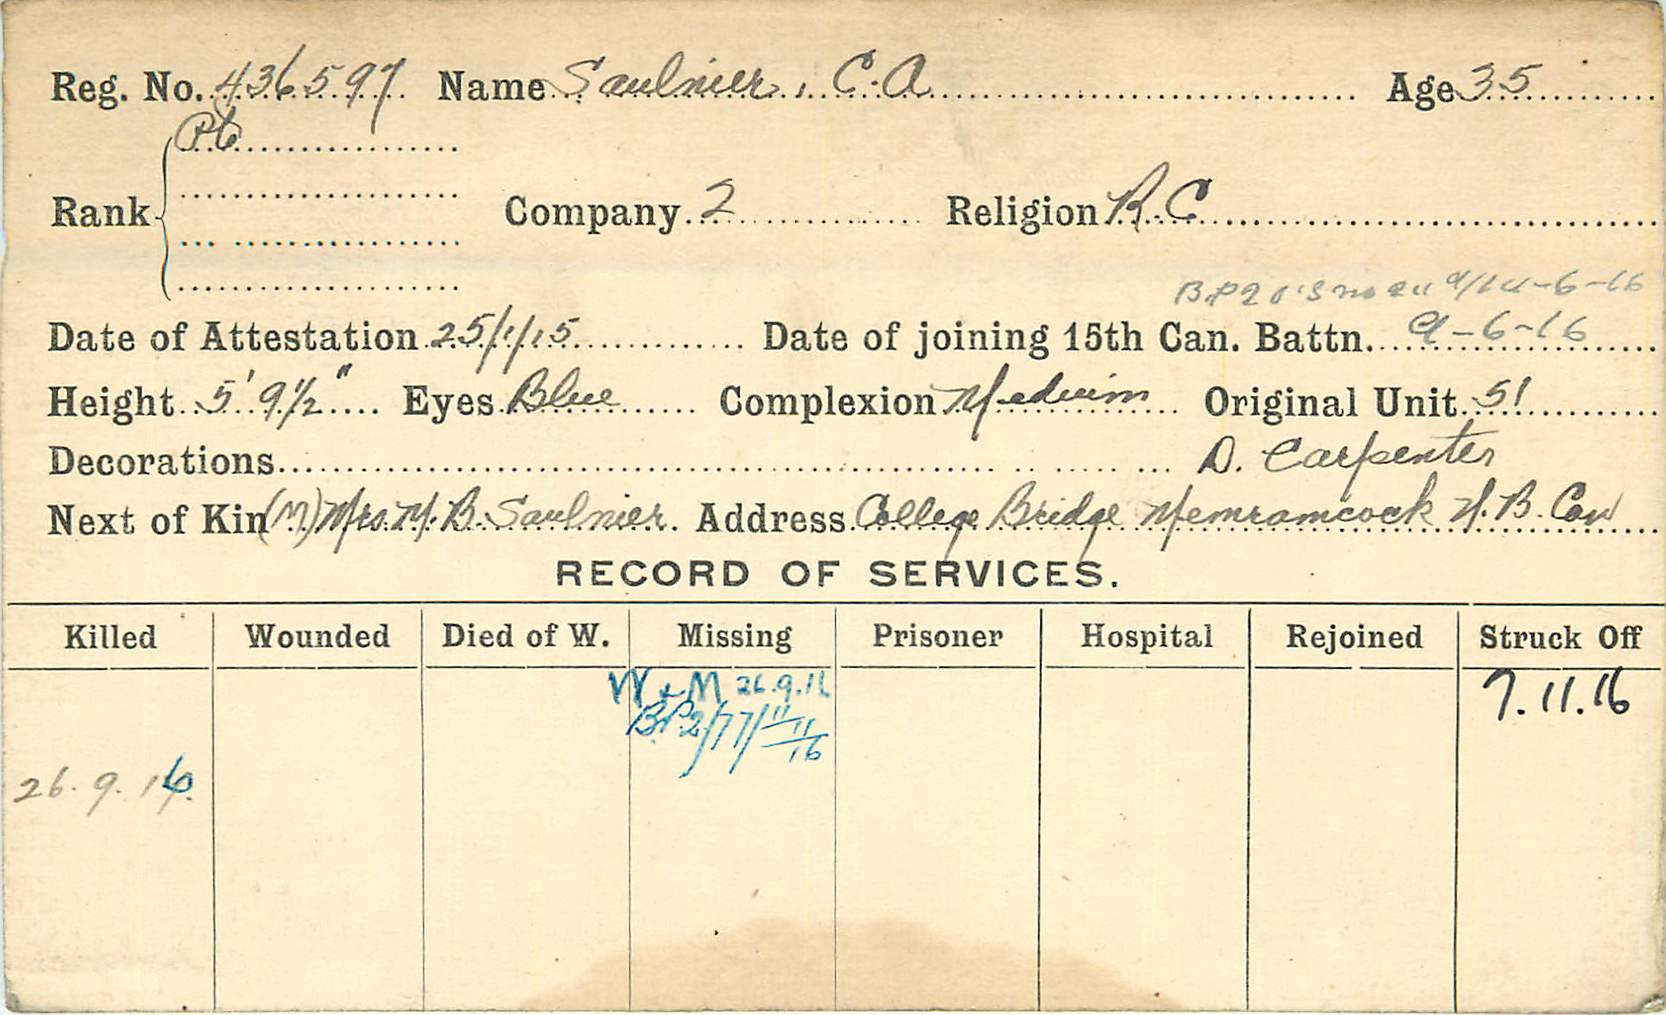 Reg. No. 436597 Name Saulnier, C. A Age 35
Pte
Rank Company 2 Religion R. C
9/14-6-16
Date of Attestation 25/1/15 Date of joining 15th Can. Battn. 9-6-16
Height 5' 9½" Eyes Blue Complexion Medium Original Unit 51
Decorations D. Carpenter
Next of Kin (M) Mrs. M. B. Saulnier. Address College Bridge Memramcook N. B. Can
RECORD OF SERVICES.
Killed Wounded Died of W. Missing Prisoner Hospital Rejoined Struck Off
W + M 26.9.16 7.11.16
B.P.2/77/11/11/16
26.9.16.